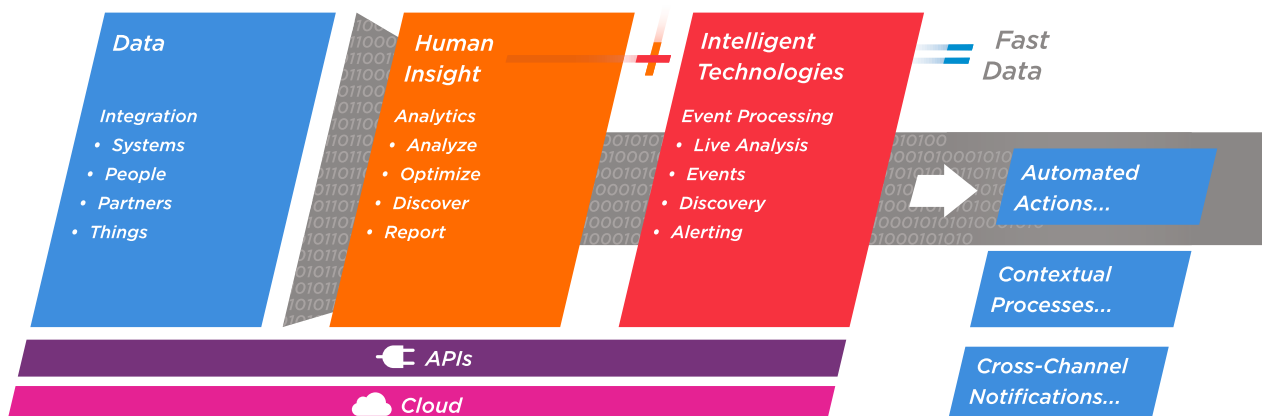 Data
Integration
• Systems
• People
• Partners
• Things
Human
Insight
Analytics
• Analyze
• Optimize
• Discover
• Report
Intelligent
Technologies
Event Processing
• Live Analysis
• Events
• Discovery
• Alerting
Fast
Data
Automated
Actions...
Contextual
Processes...
Cross-Channel
Notifications...
APIs
Cloud